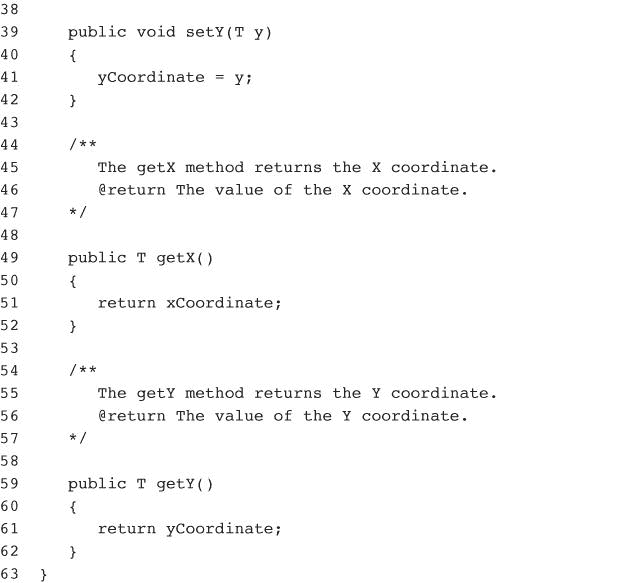 38
39     public void setY(T y)
40     {
41        yCoordinate = y;
42     }
43
44     /**
45        The getX method returns the X coordinate.
46        @return The value of the X coordinate.
47     */
48
49     public T getX()
50     {
51        return xCoordinate;
52     }
53
54     /**
55        The getY method returns the Y coordinate.
56        @return The value of the Y coordinate.
57     */
58
59     public T getY()
60     {
61        return yCoordinate;
62     }
63  }